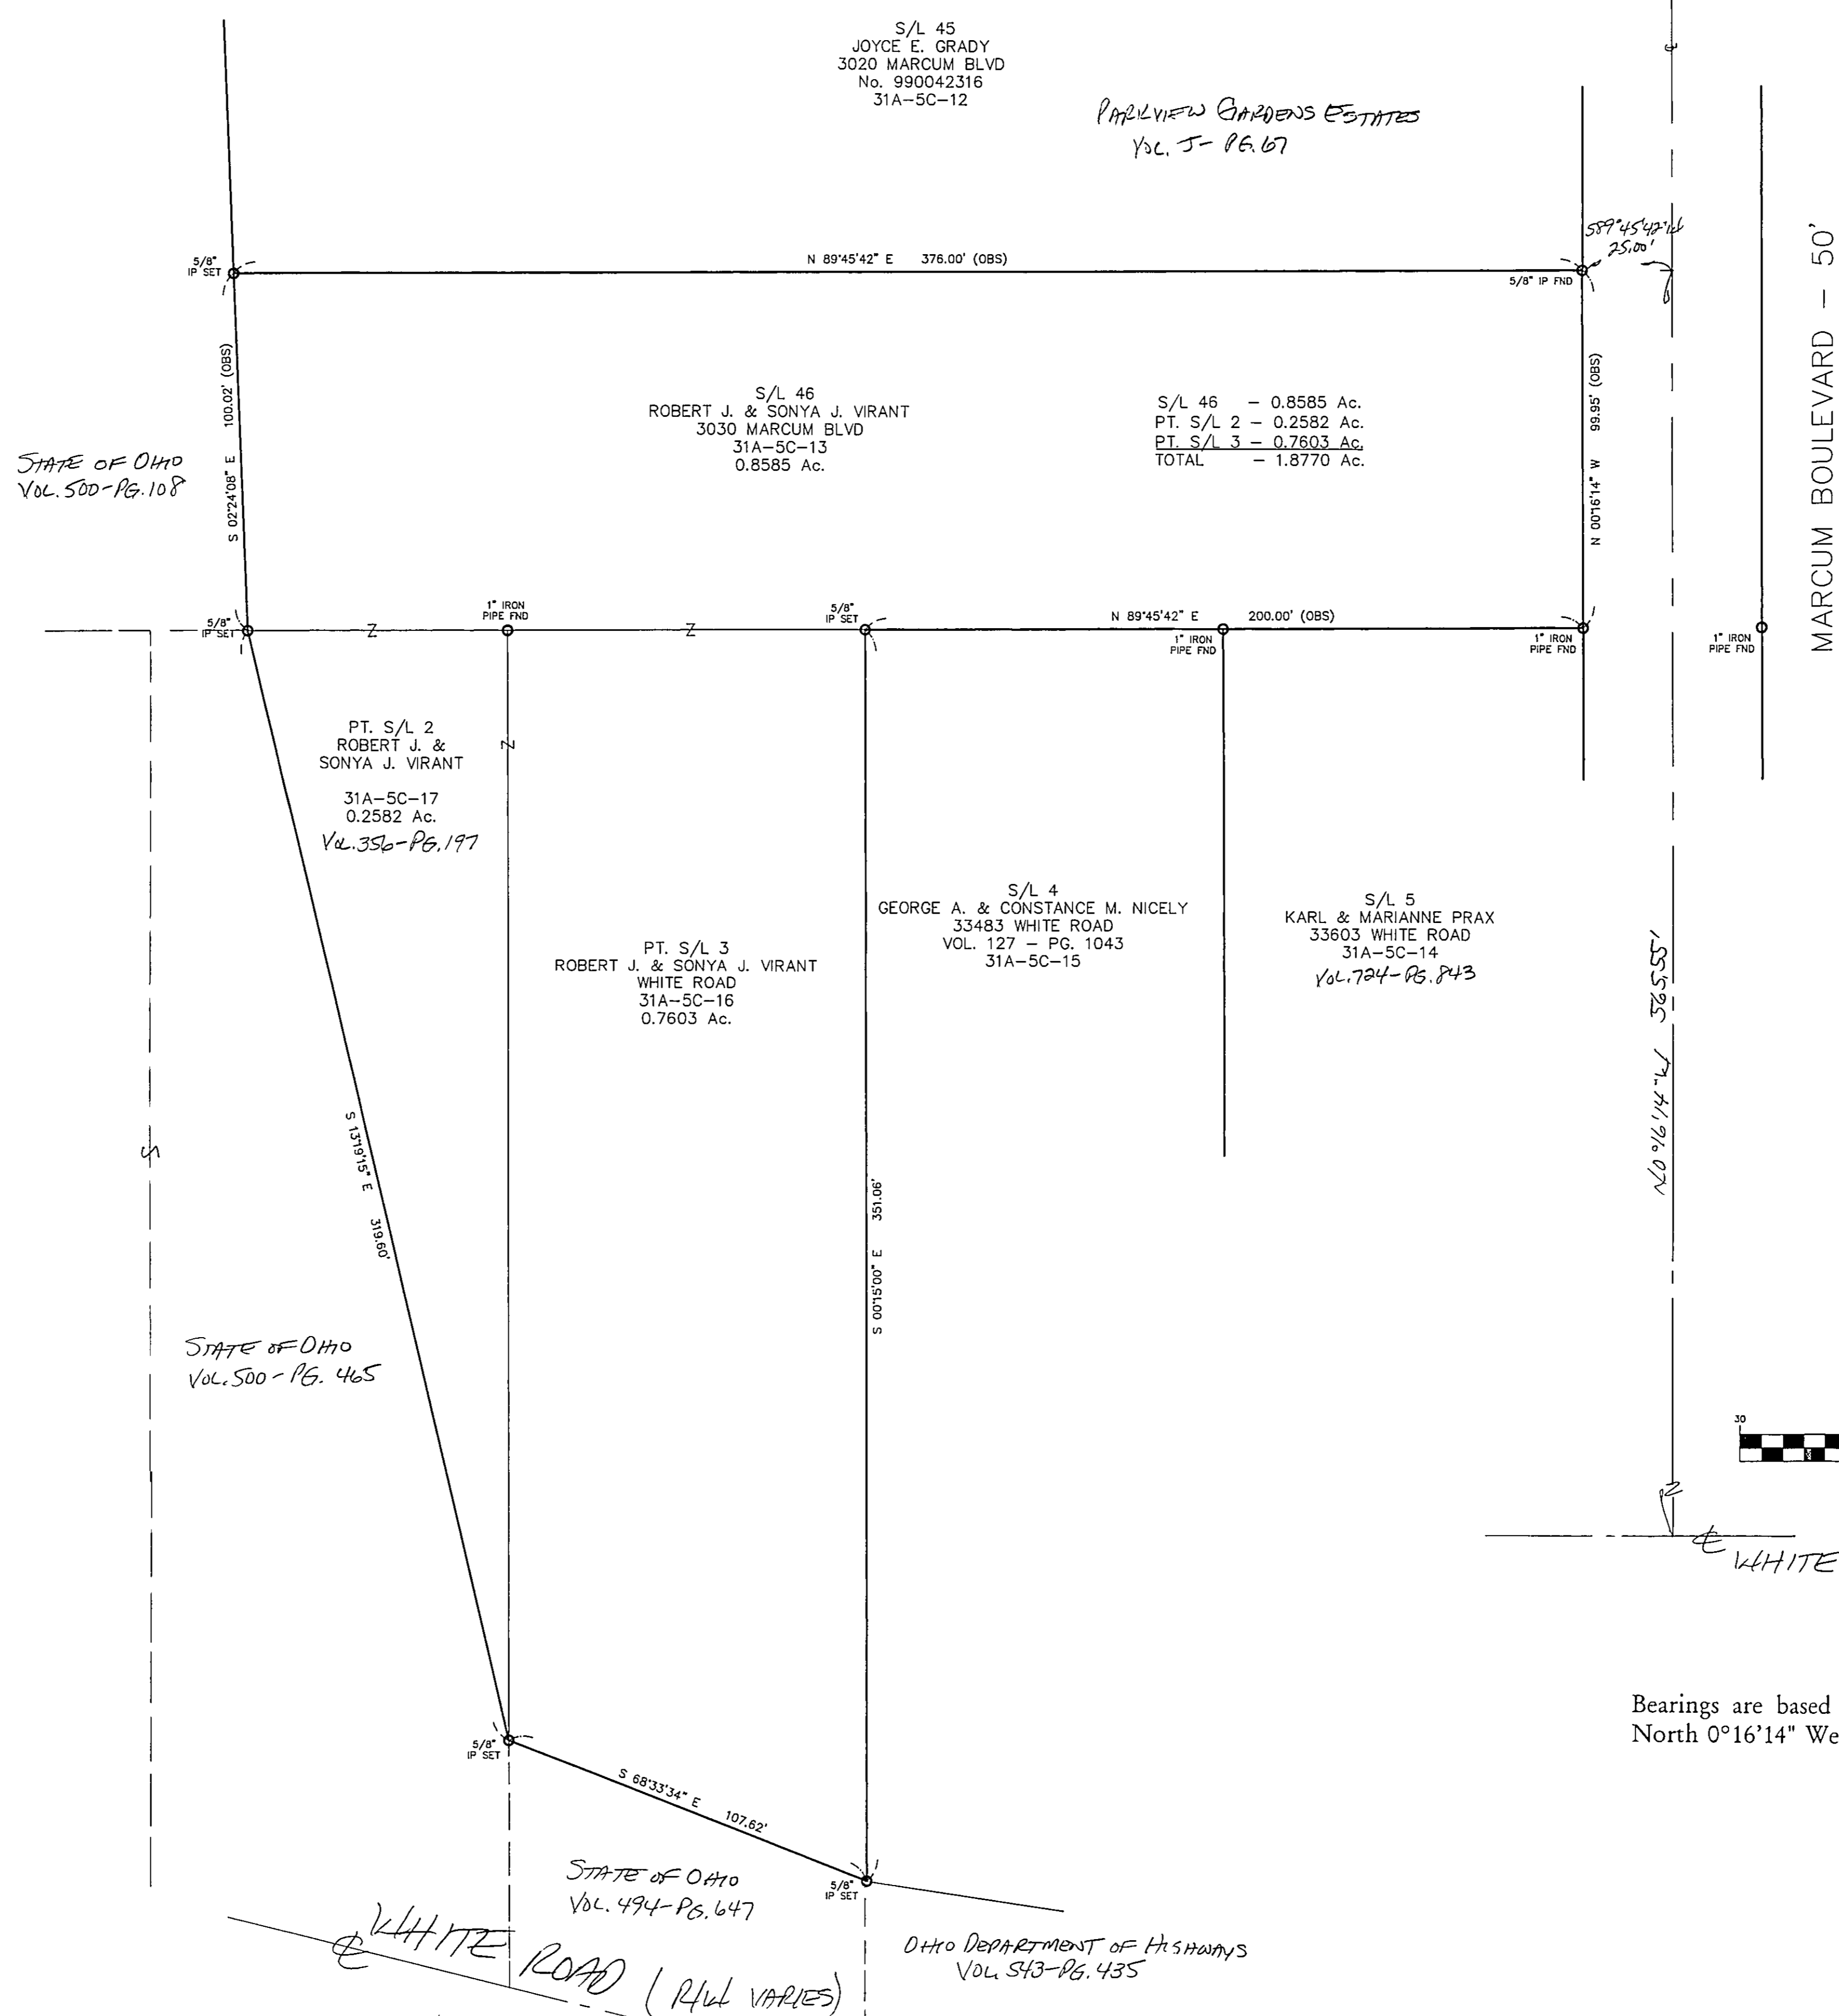 S/L 45
JOYCE E. GRADY
3020 MARCUM BLVD
No. 990042316
31A-5C-12
PARKVIEW GARDENS ESTATES
VOL. J- PG.67
S89°45'42"W
25.00'
MARCUM BOULEVARD - 50'
5/8"
IP SET
N 89°45'42" E 376.00' (OBS)
5/8" IP FND
S 02°24'08" E 100.02' (OBS)
N 00°16'14" W 99.95' (OBS)
S/L 46
ROBERT J. & SONYA J. VIRANT
3030 MARCUM BLVD
31A-5C-13
0.8585 Ac.
S/L 46 - 0.8585 Ac.
PT. S/L 2 - 0.2582 Ac.
PT. S/L 3 - 0.7603 Ac.
TOTAL - 1.8770 Ac.
STATE OF OHIO
VOL. 500-PG.108
5/8"
IP SET
Z
1" IRON
PIPE FND
Z
5/8"
IP SET
N 89°45'42" E 200.00' (OBS)
1" IRON
PIPE FND
1" IRON
PIPE FND
1" IRON
PIPE FND
PT. S/L 2
ROBERT J. &
SONYA J. VIRANT
31A-5C-17
0.2582 Ac.
VOL.356-PG.197
Z
PT. S/L 3
ROBERT J. & SONYA J. VIRANT
WHITE ROAD
31A-5C-16
0.7603 Ac.
S/L 4
GEORGE A. & CONSTANCE M. NICELY
33483 WHITE ROAD
VOL. 127 - PG. 1043
31A-5C-15
S/L 5
KARL & MARIANNE PRAX
33603 WHITE ROAD
31A-5C-14
VOL.724-PG.843
N0°16'14"W 565.55'
S 13°19'15" E 319.60'
S 00°15'00" E 351.06'
S
STATE OF OHIO
VOL.500-PG. 465
30
℄ WHITE
Bearings are based
North 0°16'14" We
5/8"
IP SET
S 68°33'34" E 107.62'
5/8"
IP SET
STATE OF OHIO
VOL. 494-PG.647
℄ WHITE ROAD (R/W VARIES)
OHIO DEPARTMENT OF HIGHWAYS
VOL. 543-PG.435